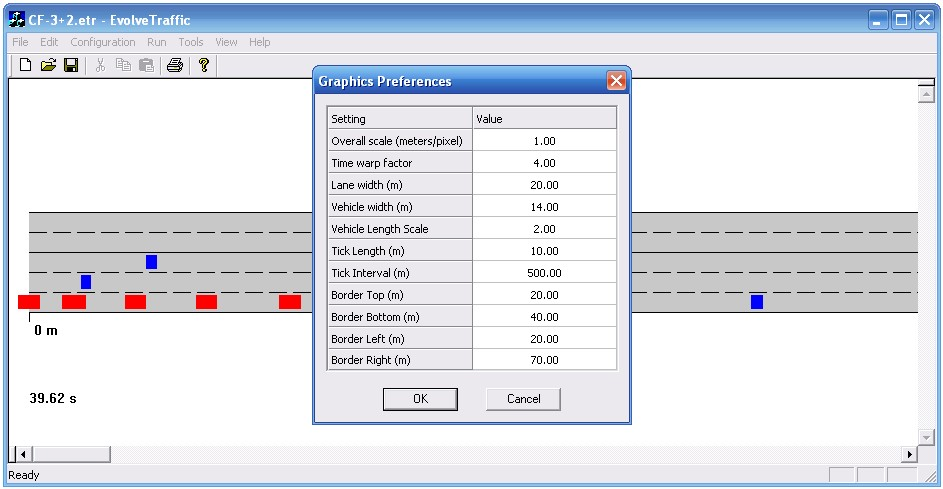 CF-3+2.etr - EvolveTraffic
File Edit Configuration Run Tools View Help
Graphics Preferences
Setting Value
Overall scale (meters/pixel) 1.00
Time warp factor 4.00
Lane width (m) 20.00
Vehicle width (m) 14.00
Vehicle Length Scale 2.00
Tick Length (m) 10.00
Tick Interval (m) 500.00
Border Top (m) 20.00
Border Bottom (m) 40.00
Border Left (m) 20.00
Border Right (m) 70.00
OK Cancel
0 m
39.62 s
Ready